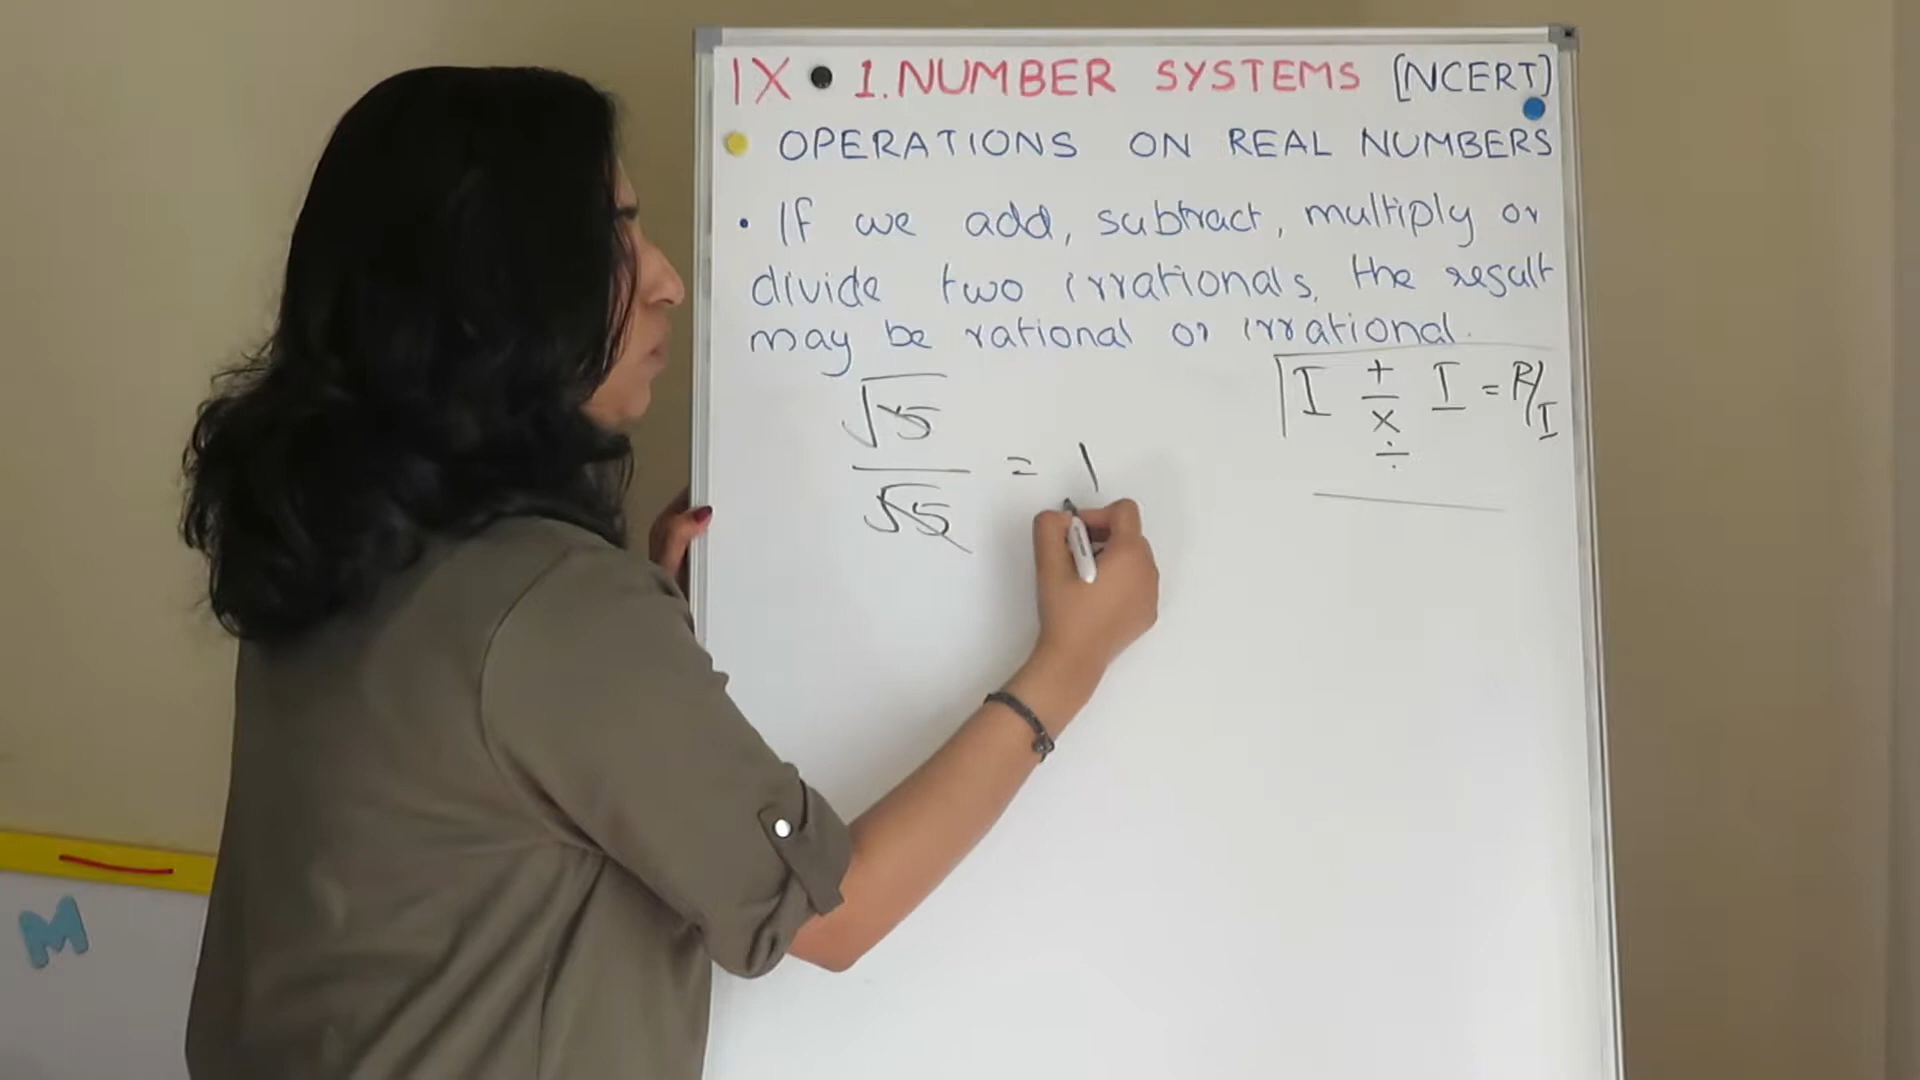 IX • 1. NUMBER SYSTEMS [NCERT]
OPERATIONS ON REAL NUMBERS
• If we add, subtract, multiply or
divide two irrationals, the result
may be rational or irrational.
I + I = R/I
—
×
÷
√5
√5
= 1
M